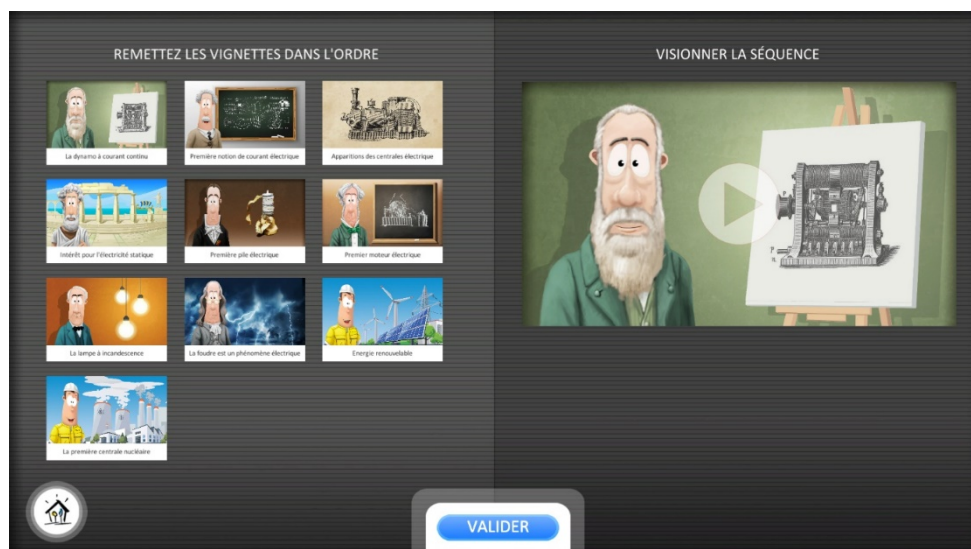 REMETTEZ LES VIGNETTES DANS L'ORDRE
La dynamo à courant continu
Première notion de courant électrique
Apparitions des centrales électrique
Intérêt pour l'électricité statique
Première pile électrique
Premier moteur électrique
La lampe à incandescence
La foudre est un phénomène électrique
Energie renouvelable
La première centrale nucléaire
VISIONNER LA SÉQUENCE
VALIDER